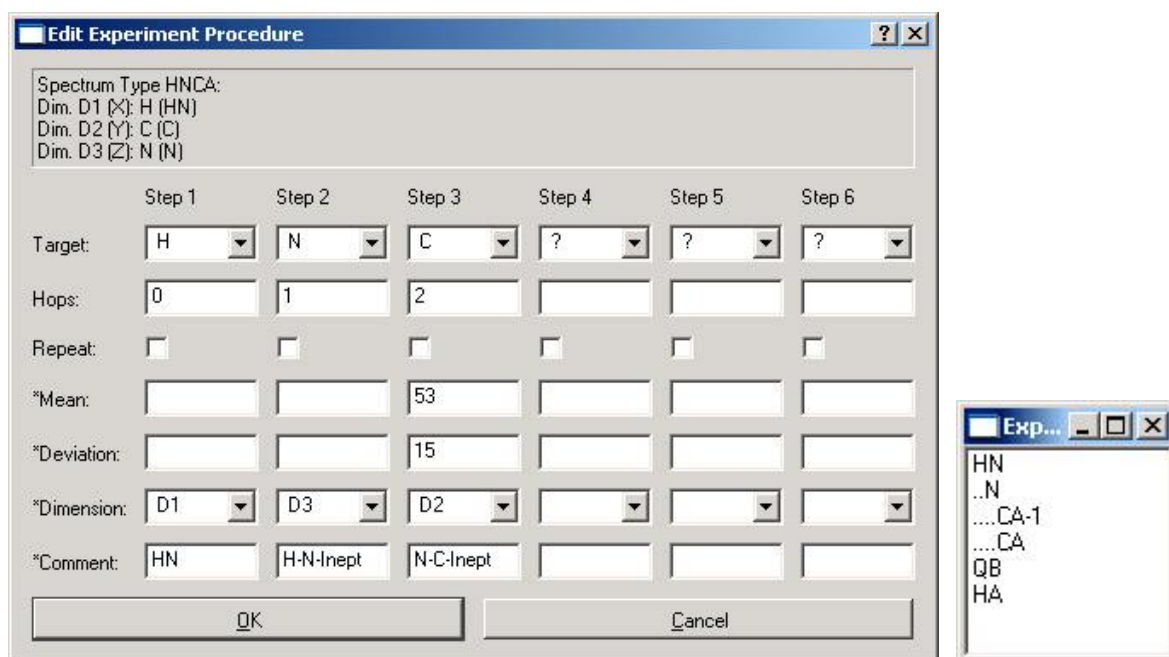 Edit Experiment Procedure
Spectrum Type HNCA:
Dim. D1 (X): H (HN)
Dim. D2 (Y): C (C)
Dim. D3 (Z): N (N)
Step 1 Step 2 Step 3 Step 4 Step 5 Step 6
Target: H N C ? ? ?
Hops: 0 1 2
Repeat:
*Mean: 53
*Deviation: 15
*Dimension: D1 D3 D2
*Comment: HN H-N-Inept N-C-Inept
OK Cancel
Exp...
HN
..N
....CA-1
....CA
QB
HA